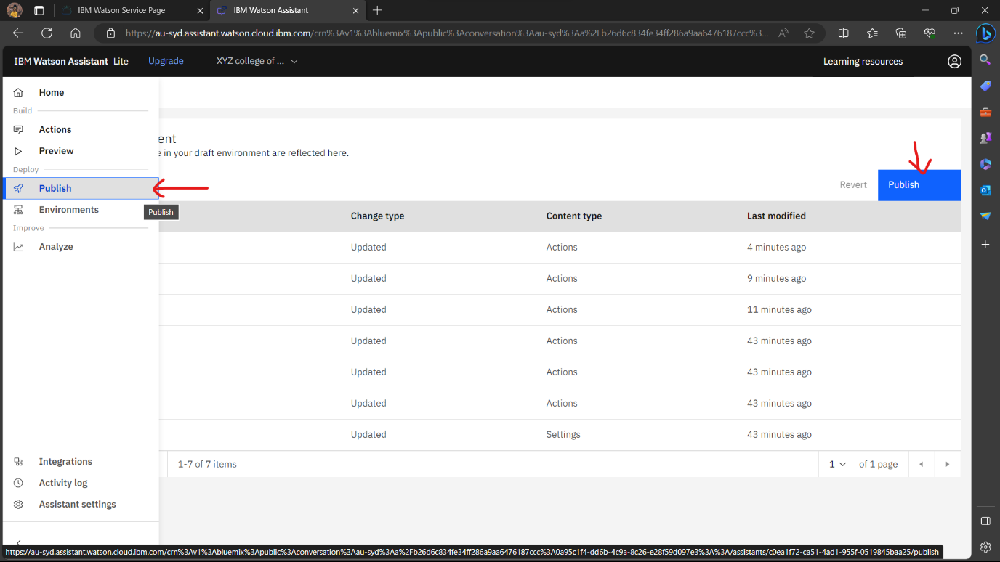 IBM Watson Service Page
IBM Watson Assistant
https://au-syd.assistant.watson.cloud.ibm.com/crn%3Av1%3Abluemix%3Apublic%3Aconversation%3Aau-syd%3Aa%2Fb26d6c834fe34ff286a9aa6476187ccc%3...
IBM Watson Assistant Lite
Upgrade
XYZ college of ...
Learning resources
Home
Build
Actions
Preview
Deploy
Publish
Environments
Publish
Improve
Analyze
Integrations
Activity log
Assistant settings
ent
e in your draft environment are reflected here.
Revert
Publish
Change type Content type Last modified
Updated Actions 4 minutes ago
Updated Actions 9 minutes ago
Updated Actions 11 minutes ago
Updated Actions 43 minutes ago
Updated Actions 43 minutes ago
Updated Actions 43 minutes ago
Updated Settings 43 minutes ago
1-7 of 7 items
1 of 1 page
https://au-syd.assistant.watson.cloud.ibm.com/crn%3Av1%3Abluemix%3Apublic%3Aconversation%3Aau-syd%3Aa%2Fb26d6c834fe34ff286a9aa6476187ccc%3A0a95c1f4-dd6b-4c9a-8c26-e28f59d097e3%3A%3A/assistants/c0ea1f72-ca51-4ad1-955f-0519845baa25/publish